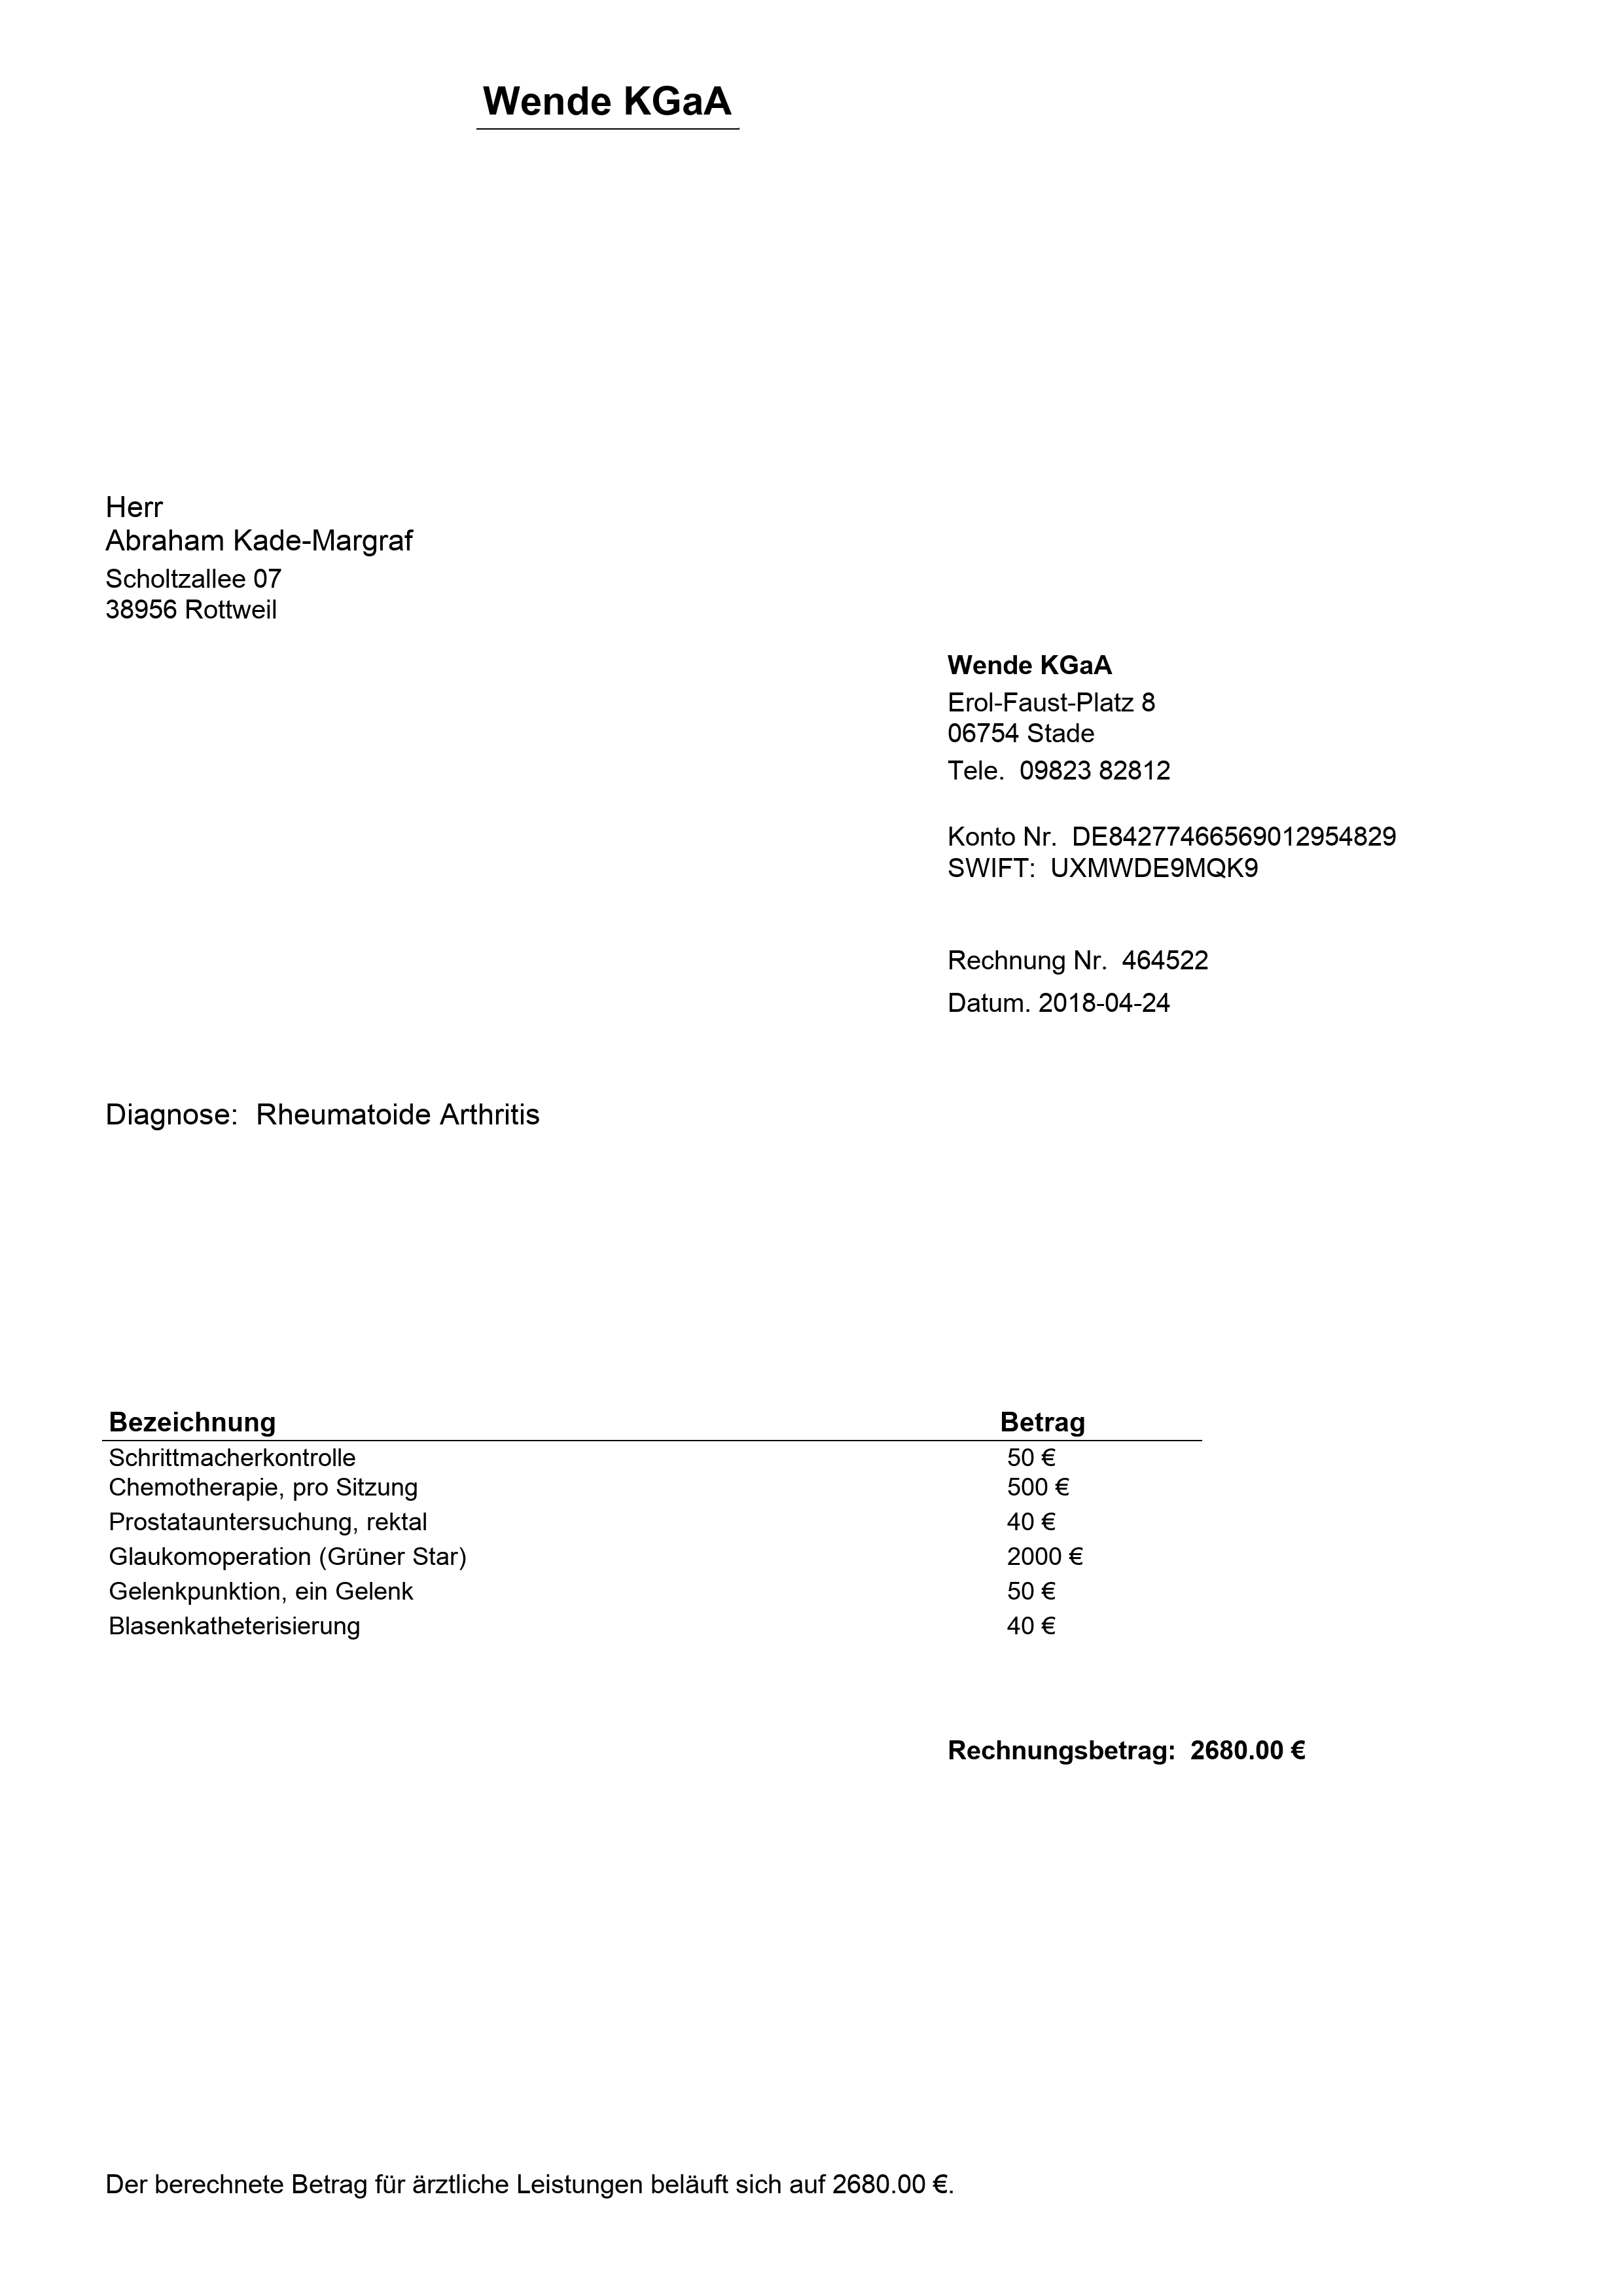 Wende KGaA
Herr
Abraham Kade-Margraf
Scholtzallee 07
38956 Rottweil
Wende KGaA
Erol-Faust-Platz 8
06754 Stade
Tele. 09823 82812
Konto Nr. DE84277466569012954829
SWIFT: UXMWDE9MQK9
Rechnung Nr. 464522
Datum. 2018-04-24
Diagnose: Rheumatoide Arthritis
Bezeichnung Betrag
Schrittmacherkontrolle 50 €
Chemotherapie, pro Sitzung 500 €
Prostatauntersuchung, rektal 40 €
Glaukomoperation (Grüner Star) 2000 €
Gelenkpunktion, ein Gelenk 50 €
Blasenkatheterisierung 40 €
Rechnungsbetrag: 2680.00 €
Der berechnete Betrag für ärztliche Leistungen beläuft sich auf 2680.00 €.